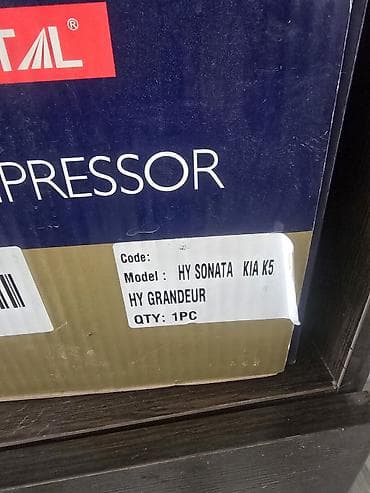 TAL®
PRESSOR
Code:
Model : HY SONATA KIA K5
HY GRANDEUR
QTY: 1PC